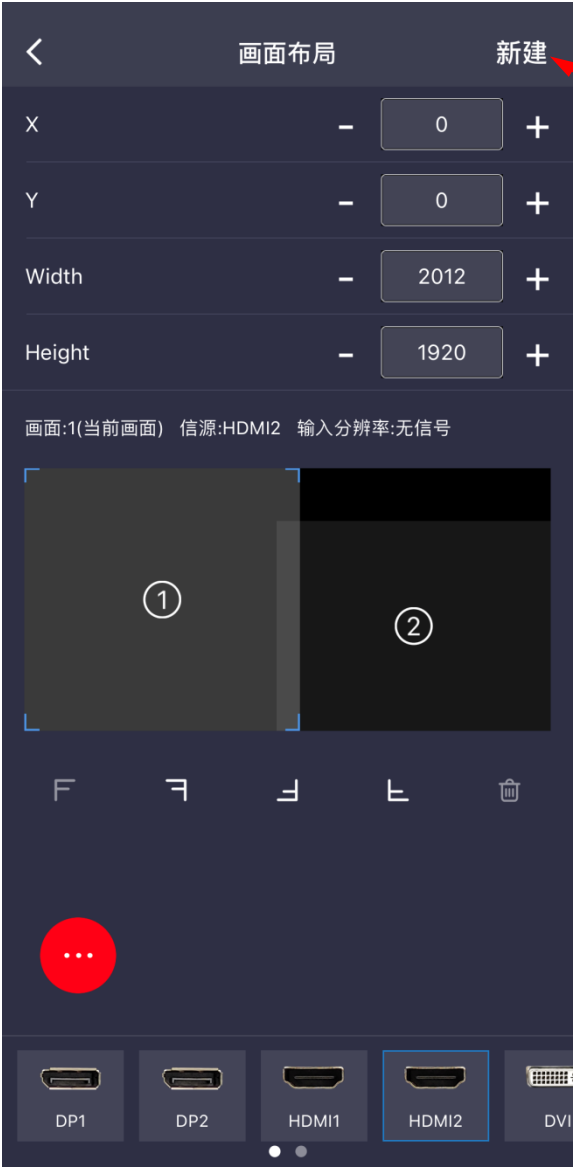 画面布局 新建
X - 0 +
Y - 0 +
Width - 2012 +
Height - 1920 +
画面:1(当前画面) 信源:HDMI2 输入分辨率:无信号
①
②
DP1 DP2 HDMI1 HDMI2 DVI